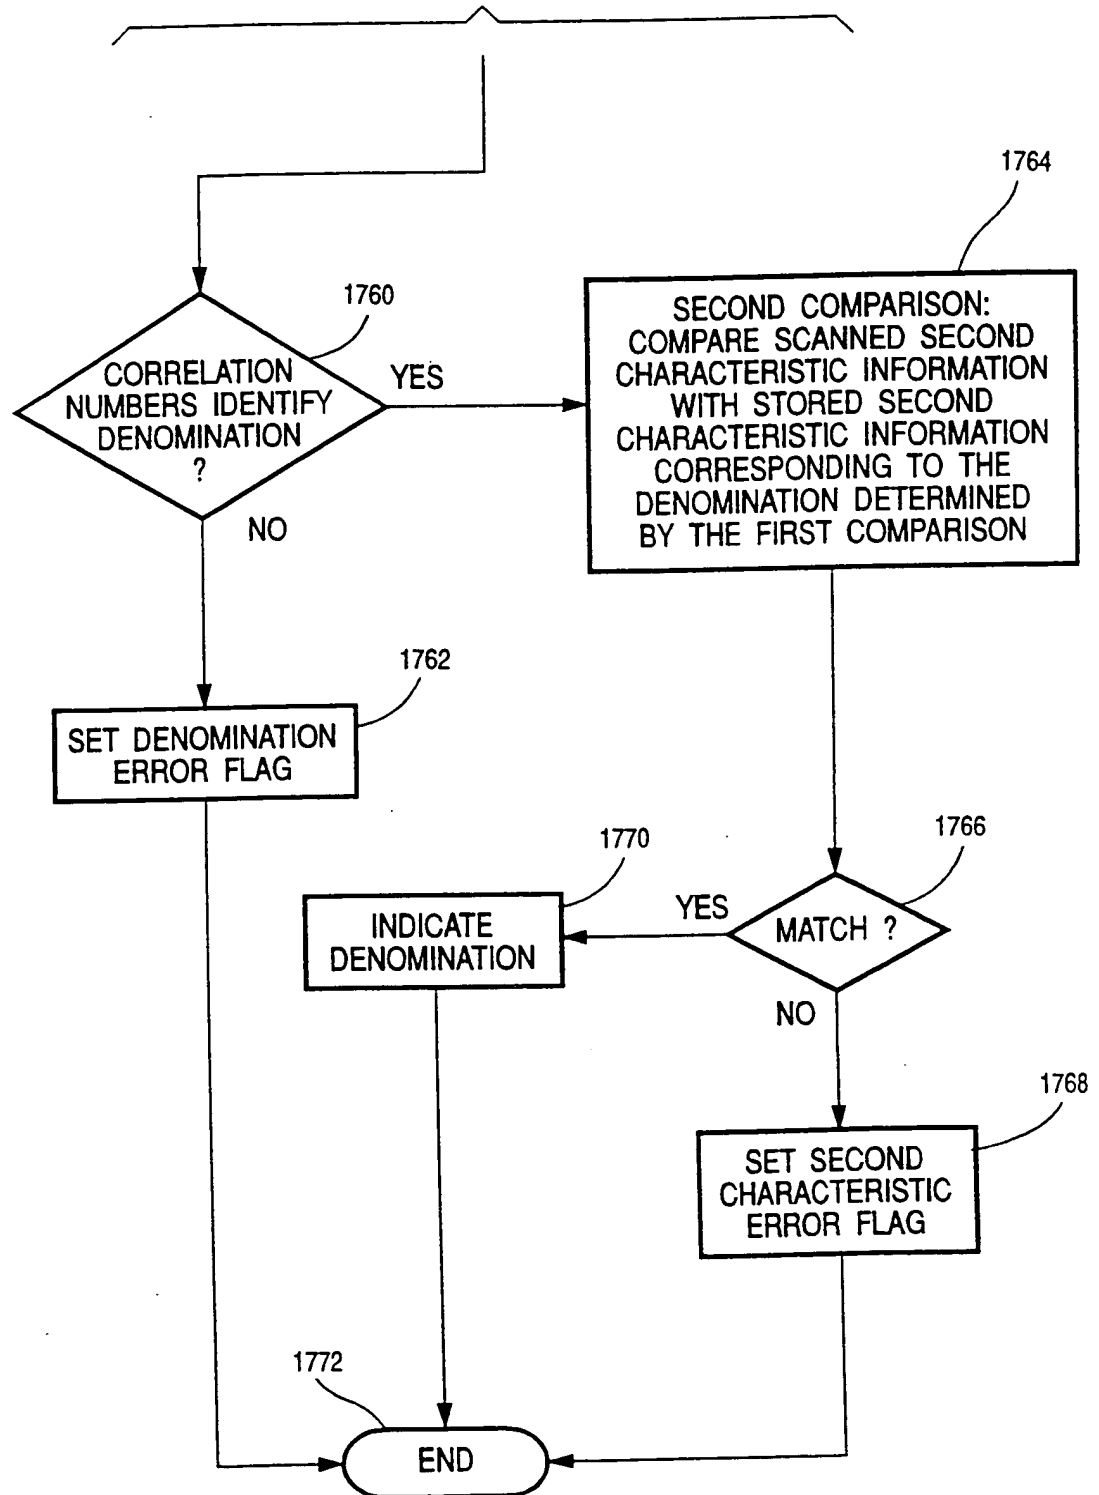 1764
1760
SECOND COMPARISON:
COMPARE SCANNED SECOND
CHARACTERISTIC INFORMATION
WITH STORED SECOND
CHARACTERISTIC INFORMATION
CORRESPONDING TO THE
DENOMINATION DETERMINED
BY THE FIRST COMPARISON
CORRELATION
NUMBERS IDENTIFY
DENOMINATION
?
YES
NO
1762
SET DENOMINATION
ERROR FLAG
1770
1766
INDICATE
DENOMINATION
YES
MATCH ?
NO
1768
SET SECOND
CHARACTERISTIC
ERROR FLAG
1772
END